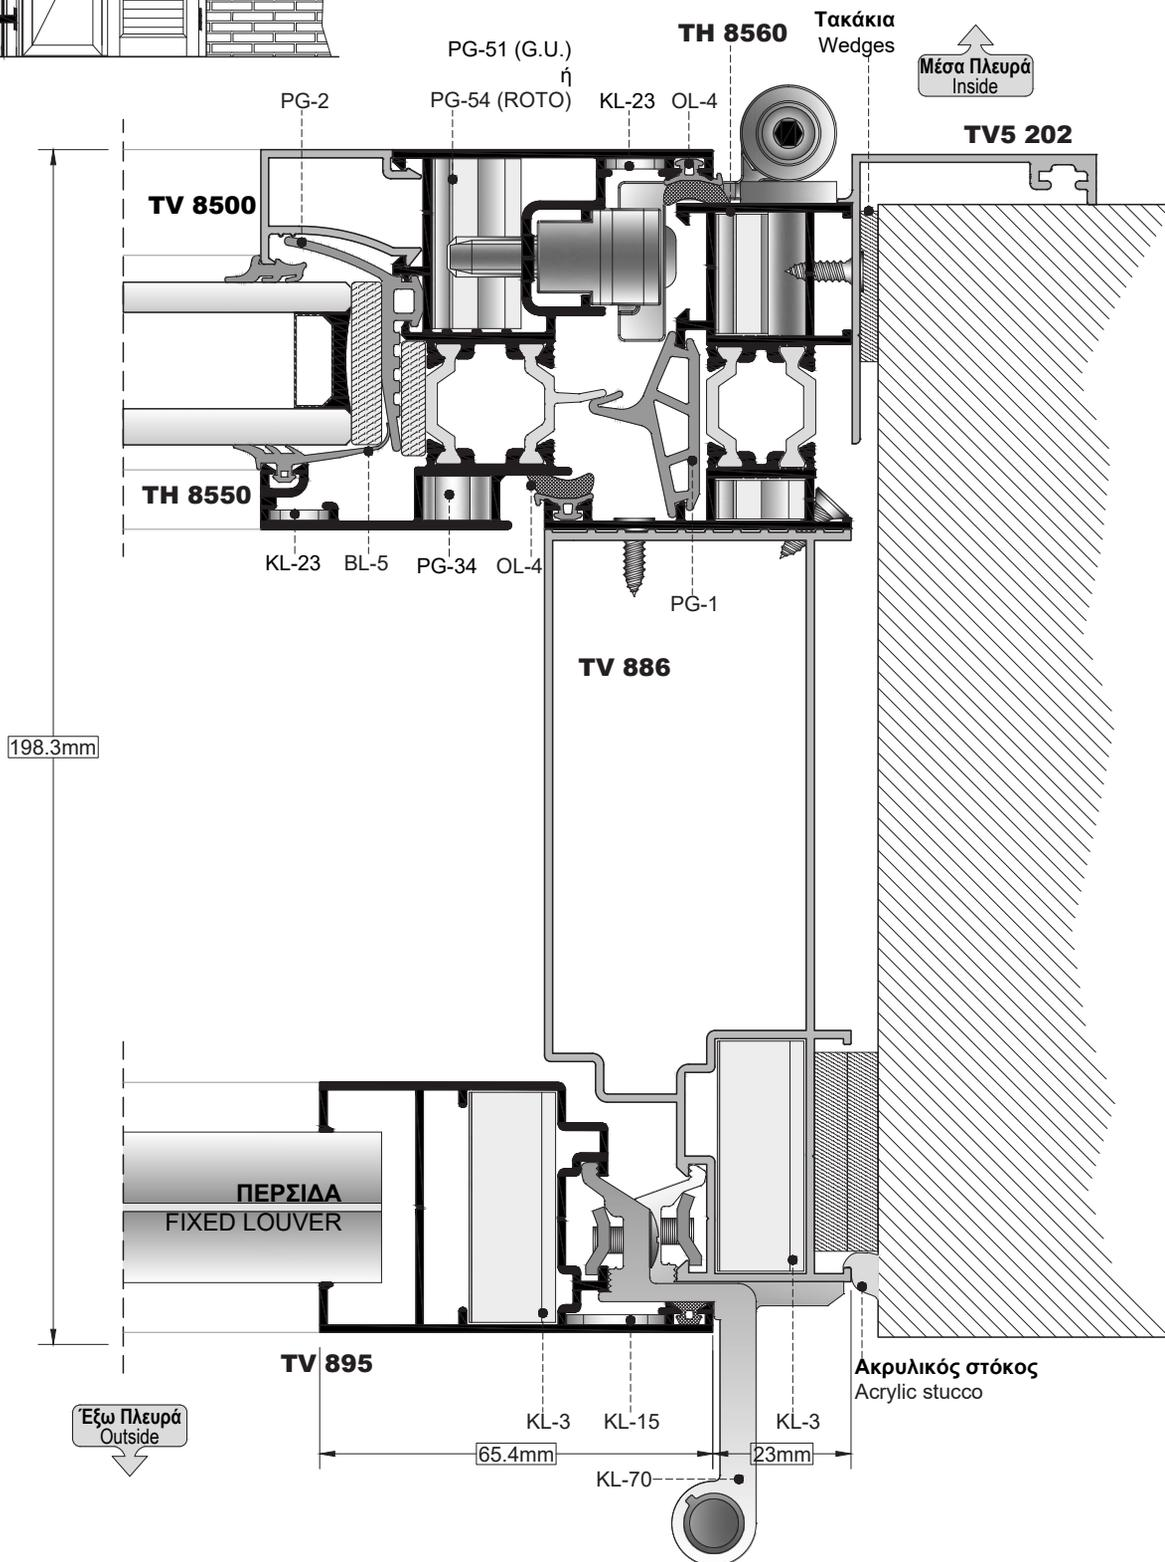 TH 8560
Τακάκια
Wedges
Μέσα Πλευρά
Inside
PG-51 (G.U.)
ή
PG-54 (ROTO)
PG-2
KL-23
OL-4
TV5 202
TV 8500
TH 8550
KL-23
BL-5
PG-34
OL-4
PG-1
TV 886
198.3mm
ΠΕΡΣΙΔΑ
FIXED LOUVER
TV 895
Ακρυλικός στόκος
Acrylic stucco
Έξω Πλευρά
Outside
KL-3
KL-15
KL-3
65.4mm
23mm
KL-70